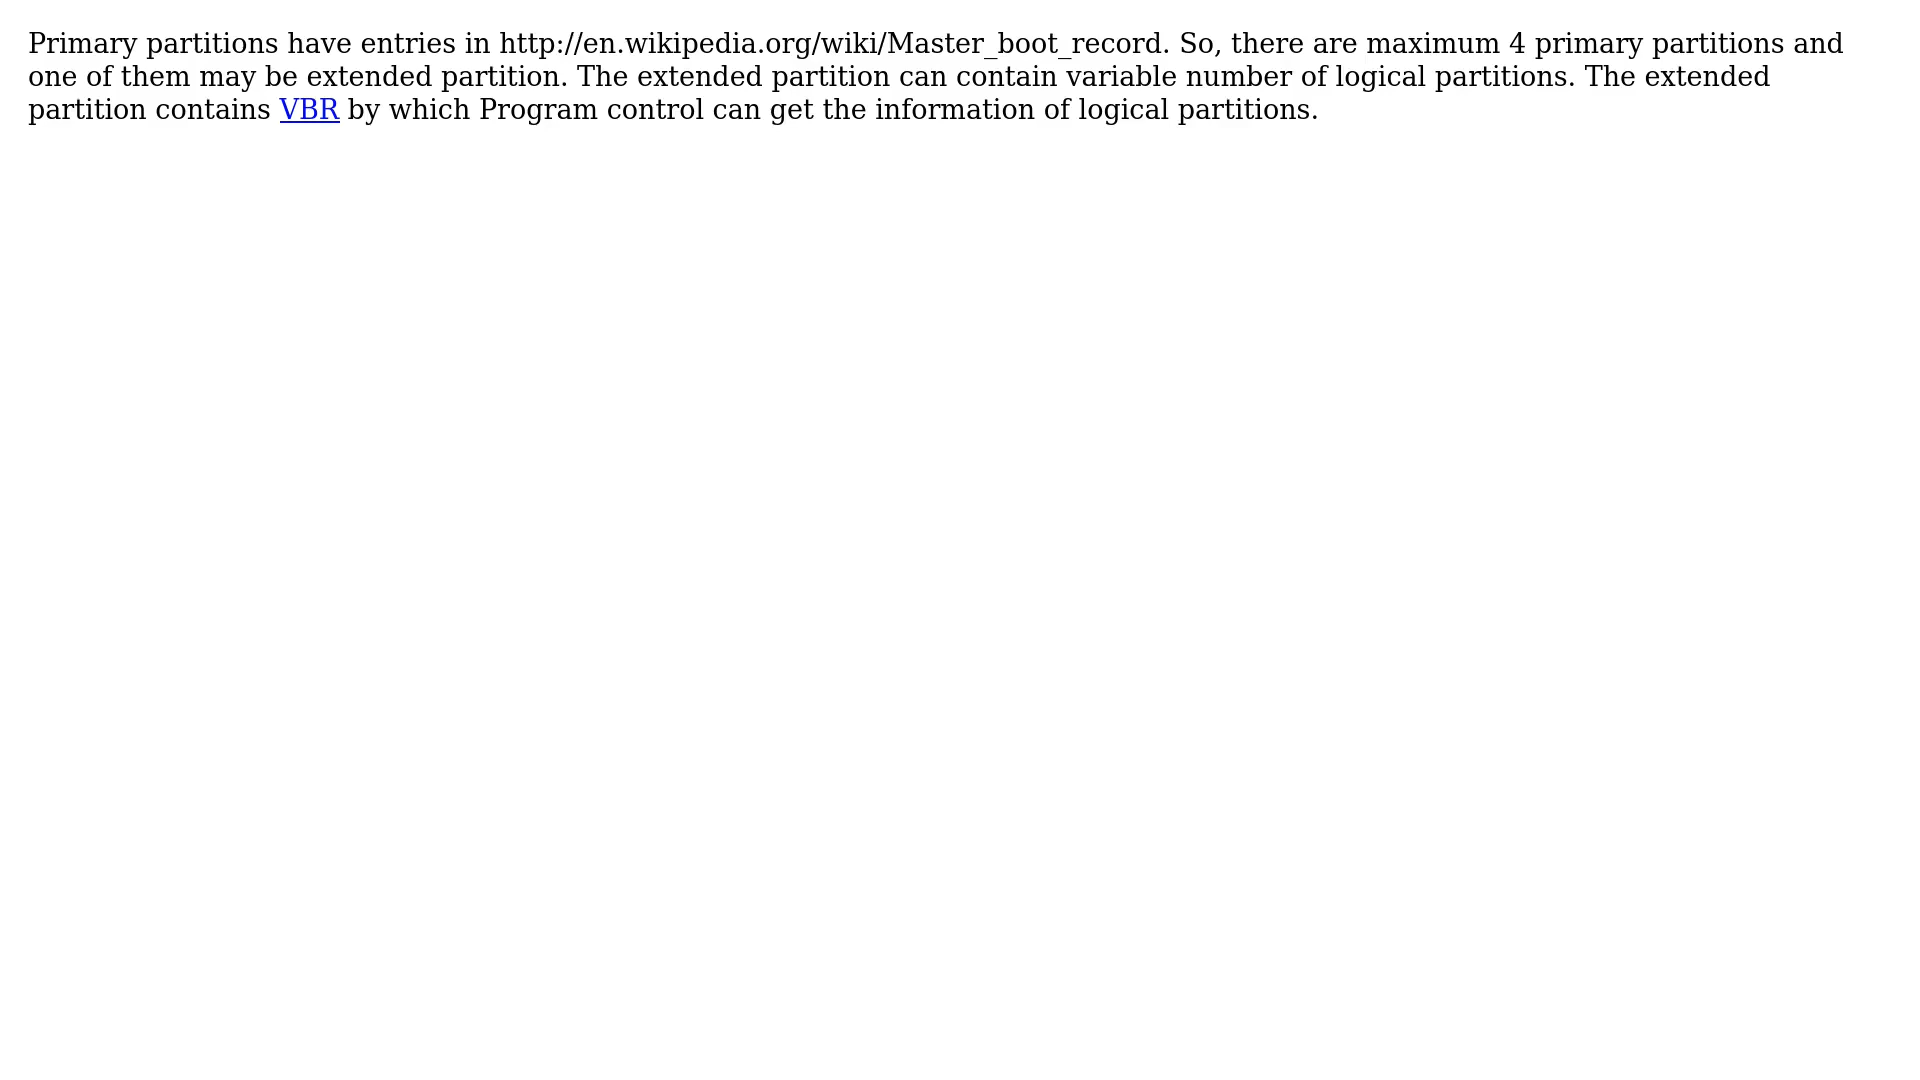 Primary partitions have entries in http://en.wikipedia.org/wiki/Master_boot_record. So, there are maximum 4 primary partitions and
one of them may be extended partition. The extended partition can contain variable number of logical partitions. The extended
partition contains VBR by which Program control can get the information of logical partitions.